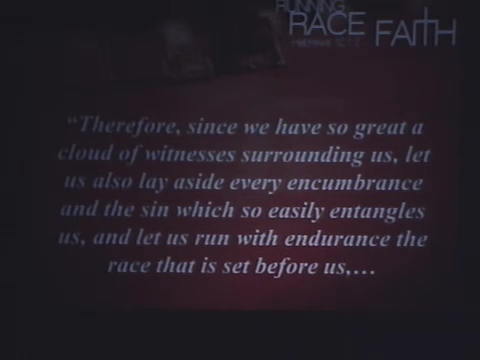 RUNNING
RACE FAITH
"Therefore, since we have so great a
cloud of witnesses surrounding us, let
us also lay aside every encumbrance
and the sin which so easily entangles
us, and let us run with endurance the
race that is set before us,...